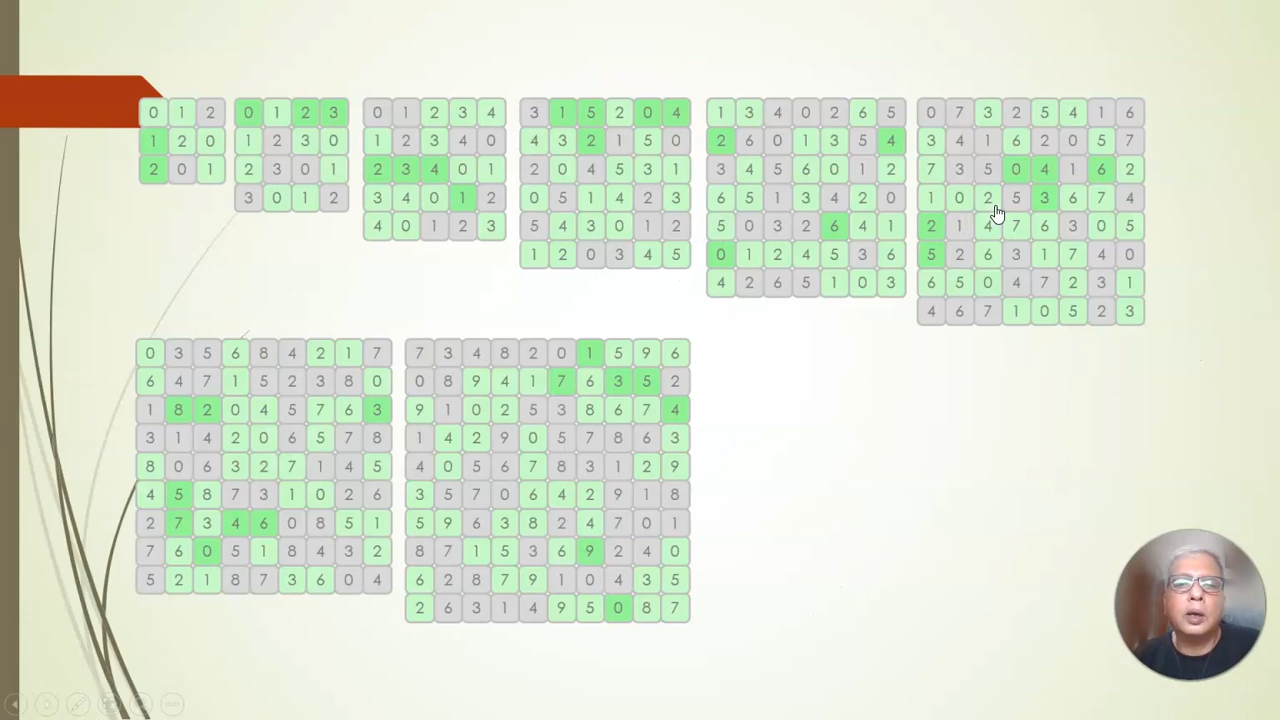 0 1 2
1 2 0
2 0 1
0 1 2 3
1 2 3 0
2 3 0 1
3 0 1 2
0 1 2 3 4
1 2 3 4 0
2 3 4 0 1
3 4 0 1 2
4 0 1 2 3
3 1 5 2 0 4
4 3 2 1 5 0
2 0 4 5 3 1
0 5 1 4 2 3
5 4 3 0 1 2
1 2 0 3 4 5
1 3 4 0 2 6 5
2 6 0 1 3 5 4
3 4 5 6 0 1 2
6 5 1 3 4 2 0
5 0 3 2 6 4 1
0 1 2 4 5 3 6
4 2 6 5 1 0 3
0 7 3 2 5 4 1 6
3 4 1 6 2 0 5 7
7 3 5 0 4 1 6 2
1 0 2 5 3 6 7 4
2 1 4 7 6 3 0 5
5 2 6 3 1 7 4 0
6 5 0 4 7 2 3 1
4 6 7 1 0 5 2 3
0 3 5 6 8 4 2 1 7
6 4 7 1 5 2 3 8 0
1 8 2 0 4 5 7 6 3
3 1 4 2 0 6 5 7 8
8 0 6 3 2 7 1 4 5
4 5 8 7 3 1 0 2 6
2 7 3 4 6 0 8 5 1
7 6 0 5 1 8 4 3 2
5 2 1 8 7 3 6 0 4
7 3 4 8 2 0 1 5 9 6
0 8 9 4 1 7 6 3 5 2
9 1 0 2 5 3 8 6 7 4
1 4 2 9 0 5 7 8 6 3
4 0 5 6 7 8 3 1 2 9
3 5 7 0 6 4 2 9 1 8
5 9 6 3 8 2 4 7 0 1
8 7 1 5 3 6 9 2 4 0
6 2 8 7 9 1 0 4 3 5
2 6 3 1 4 9 5 0 8 7